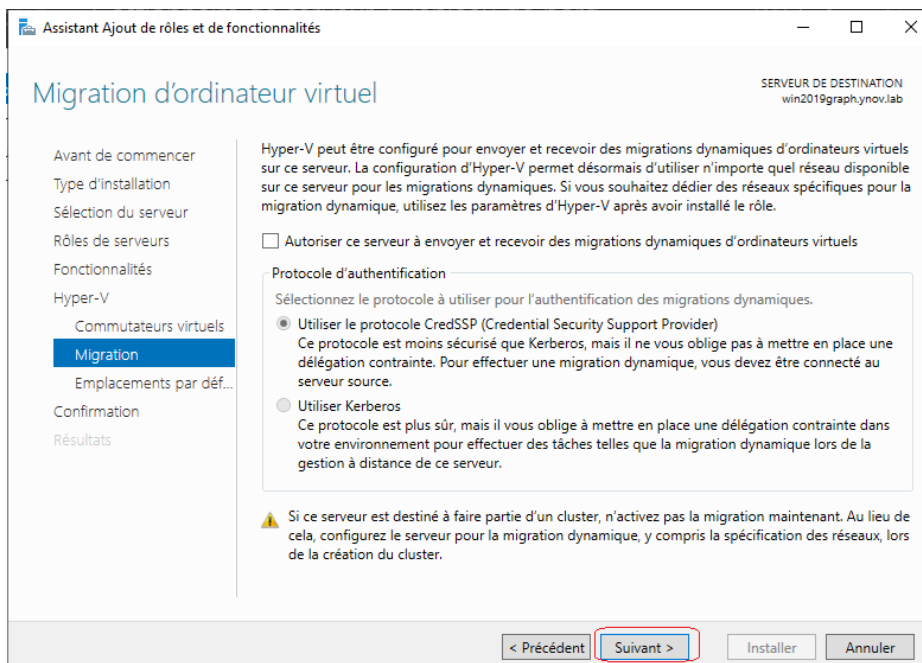 Assistant Ajout de rôles et de fonctionnalités
Migration d'ordinateur virtuel
SERVEUR DE DESTINATION
win2019graph.ynov.lab
Avant de commencer
Type d'installation
Sélection du serveur
Rôles de serveurs
Fonctionnalités
Hyper-V
Commutateurs virtuels
Migration
Emplacements par déf...
Confirmation
Résultats
Hyper-V peut être configuré pour envoyer et recevoir des migrations dynamiques d'ordinateurs virtuels
sur ce serveur. La configuration d'Hyper-V permet désormais d'utiliser n'importe quel réseau disponible
sur ce serveur pour les migrations dynamiques. Si vous souhaitez dédier des réseaux spécifiques pour la
migration dynamique, utilisez les paramètres d'Hyper-V après avoir installé le rôle.
Autoriser ce serveur à envoyer et recevoir des migrations dynamiques d'ordinateurs virtuels
Protocole d'authentification
Sélectionnez le protocole à utiliser pour l'authentification des migrations dynamiques.
Utiliser le protocole CredSSP (Credential Security Support Provider)
Ce protocole est moins sécurisé que Kerberos, mais il ne vous oblige pas à mettre en place une
délégation contrainte. Pour effectuer une migration dynamique, vous devez être connecté au
serveur source.
Utiliser Kerberos
Ce protocole est plus sûr, mais il vous oblige à mettre en place une délégation contrainte dans
votre environnement pour effectuer des tâches telles que la migration dynamique lors de la
gestion à distance de ce serveur.
Si ce serveur est destiné à faire partie d'un cluster, n'activez pas la migration maintenant. Au lieu de
cela, configurez le serveur pour la migration dynamique, y compris la spécification des réseaux, lors
de la création du cluster.
< Précédent
Suivant >
Installer
Annuler